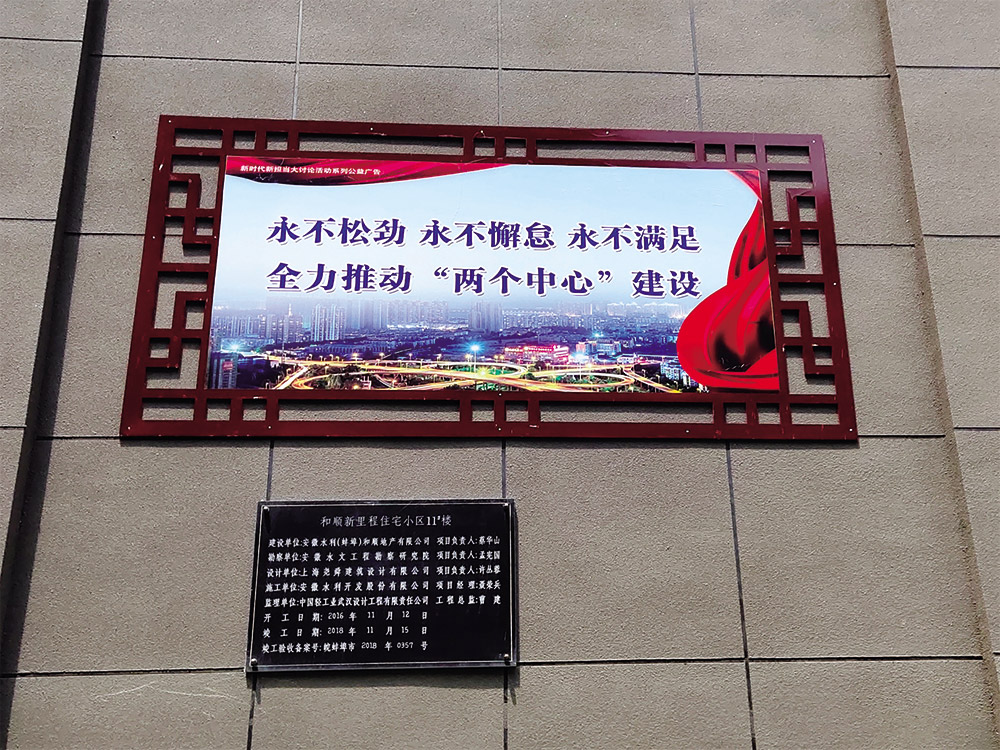 新时代新担当大讨论活动系列公益广告
永不松劲 永不懈怠 永不满足
全力推动“两个中心”建设
和顺新里程住宅小区11#楼
建设单位:安徽水利(蚌埠)和顺地产有限公司 项目负责人:蔡华山
勘察单位:安徽水文工程勘察研究院 项目负责人:孟宪国
设计单位:上海尧舜建筑设计有限公司 项目负责人:许丛蓉
施工单位:安徽水利开发股份有限公司 项目经理:聂荣兵
监理单位:中国轻工业武汉设计工程有限责任公司 工程总监:曹建
开工日期:2016年11月12日
竣工日期:2018年11月15日
竣工验收备案号:皖蚌埠市2018年0357号